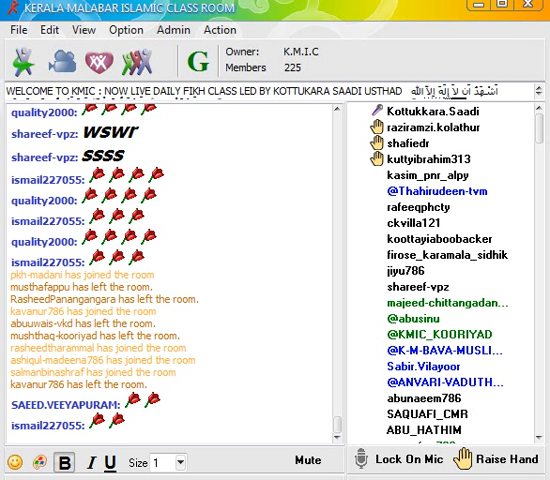 KERALA MALABAR ISLAMIC CLASS ROOM
File Edit View Option Admin Action
G Owner: K.M.I.C
Members 225
WELCOME TO KMIC : NOW LIVE DAILY FIKH CLASS LED BY KOTTUKARA SAADI USTHAD
quality2000:
shareef-vpz: wswr
shareef-vpz: ssss
ismail227055:
quality2000:
ismail227055:
quality2000:
ismail227055:
pkh-madani has joined the room
musthafappu has left the room.
RasheedPanangangara has left the room.
kavanur786 has joined the room
abuuwais-vkd has left the room.
mushthaq-kooriyad has left the room.
rasheedtharammal has joined the room
ashiqul-madeena786 has joined the room
salmanbinashraf has joined the room
kavanur786 has left the room.
SAEED.VEEYAPURAM:
ismail227055:
Kottukkara.Saadi
raziramzi.kolathur
shafiedr
kuttyibrahim313
kasim_pnr_alpy
@Thahirudeen-tvm
rafeeqphcty
ckvilla121
koottayiaboobacker
firose_karamala_sidhik
jiyu786
shareef-vpz
majeed-chittangadan...
@abusinu
@KMIC_KOORIYAD
@K-M-BAVA-MUSLI...
Sabir.Vilayoor
@ANVARI-VADUTH...
abunaeem786
SAQUAFI_CMR
ABU_HATHIM
B I U Size 1 Mute
Lock On Mic Raise Hand